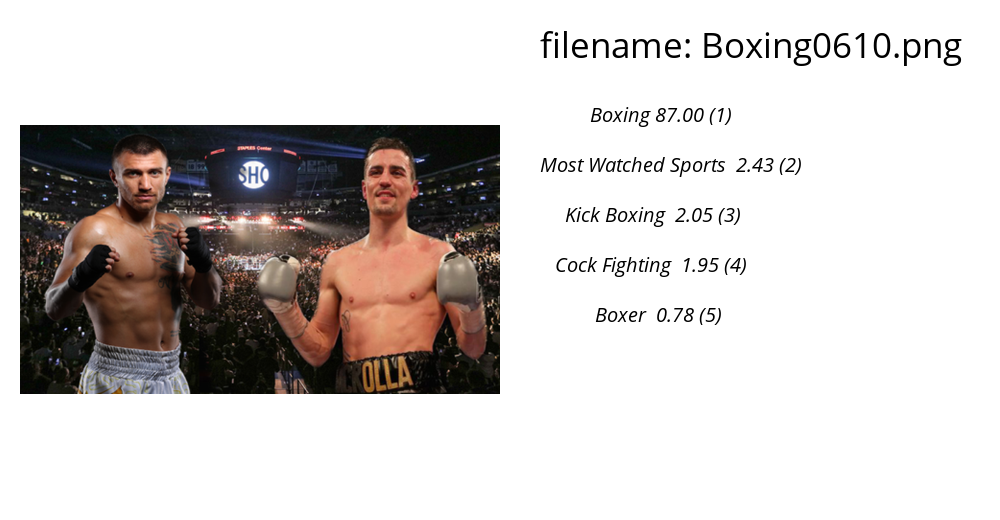 filename: Boxing0610.png
Boxing 87.00 (1)
Most Watched Sports 2.43 (2)
Kick Boxing 2.05 (3)
Cock Fighting 1.95 (4)
Boxer 0.78 (5)
STAPLES Center
SHO
OLLA